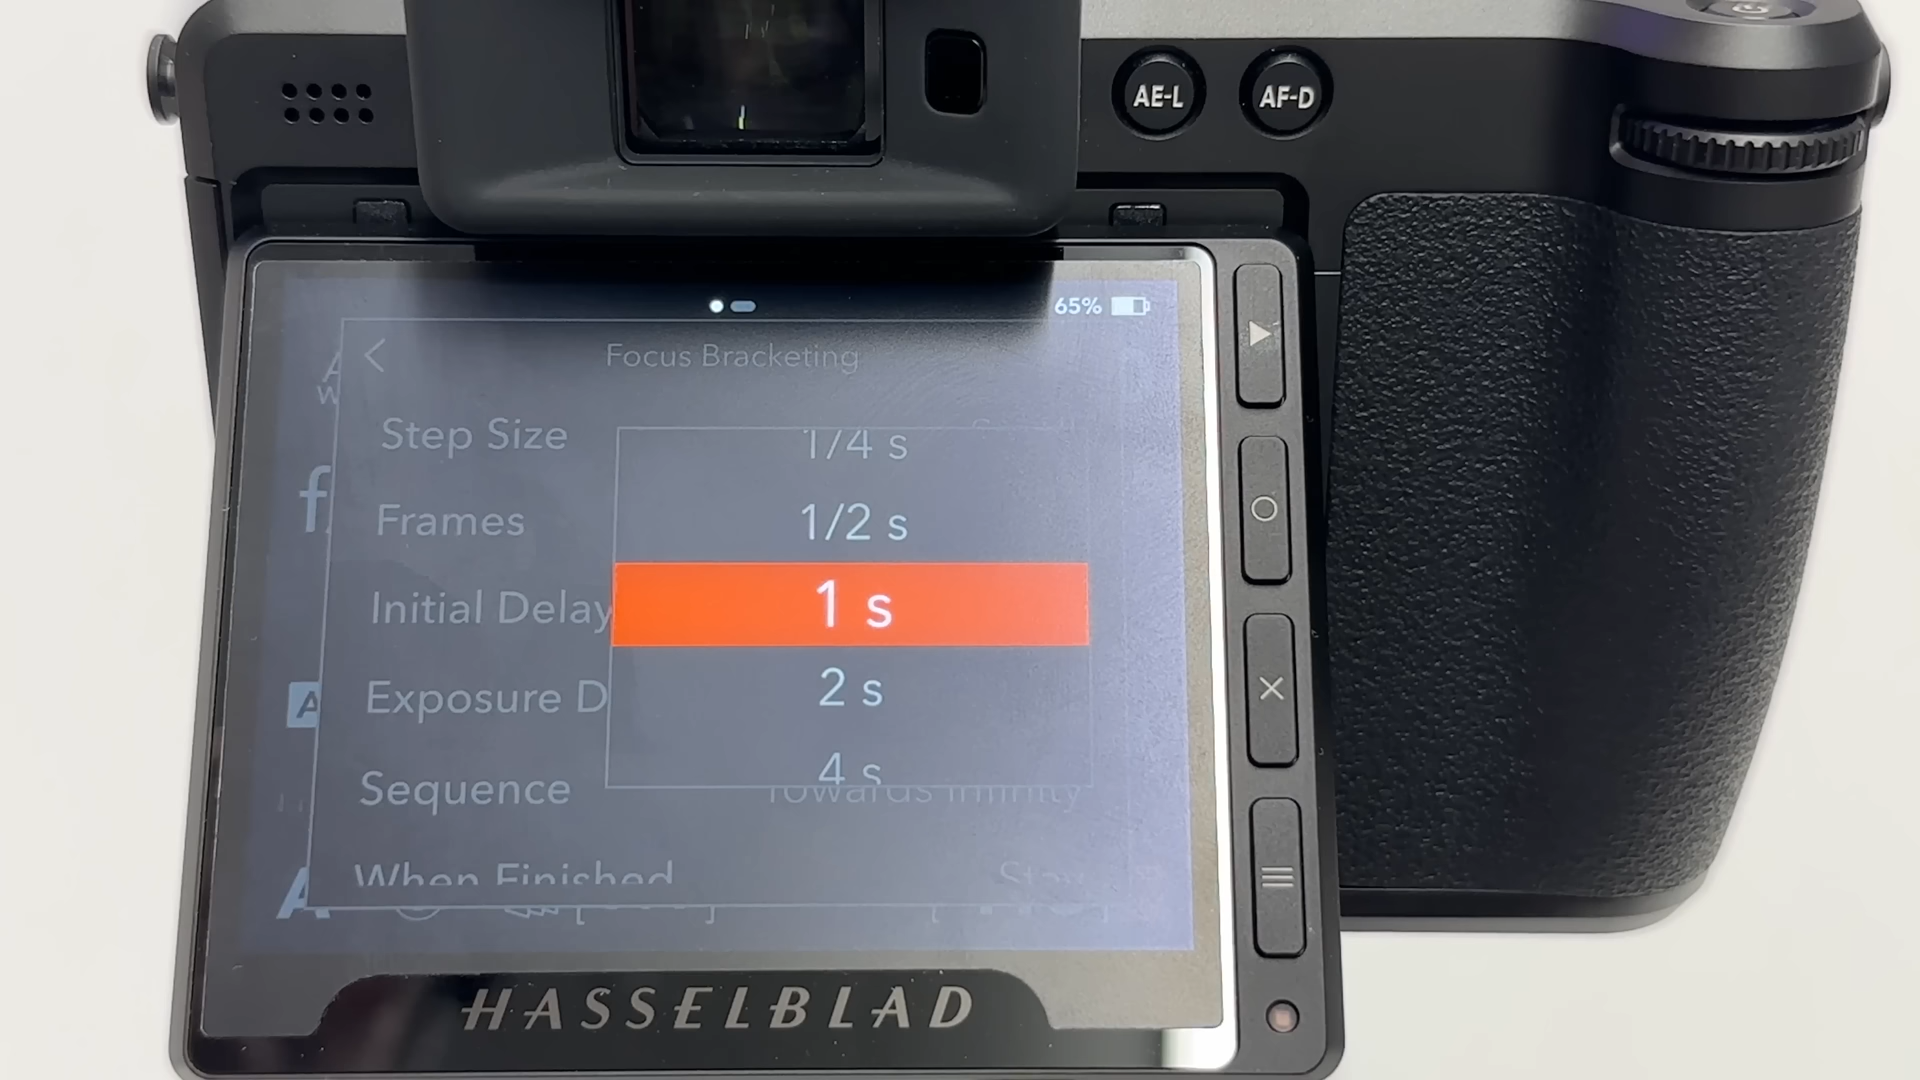 AE-L
AF-D
65%
Focus Bracketing
Step Size
1/4 s
Frames
1/2 s
Initial Delay
1 s
Exposure D
2 s
4 s
Sequence
Towards Infinity
When Finished
HASSELBLAD